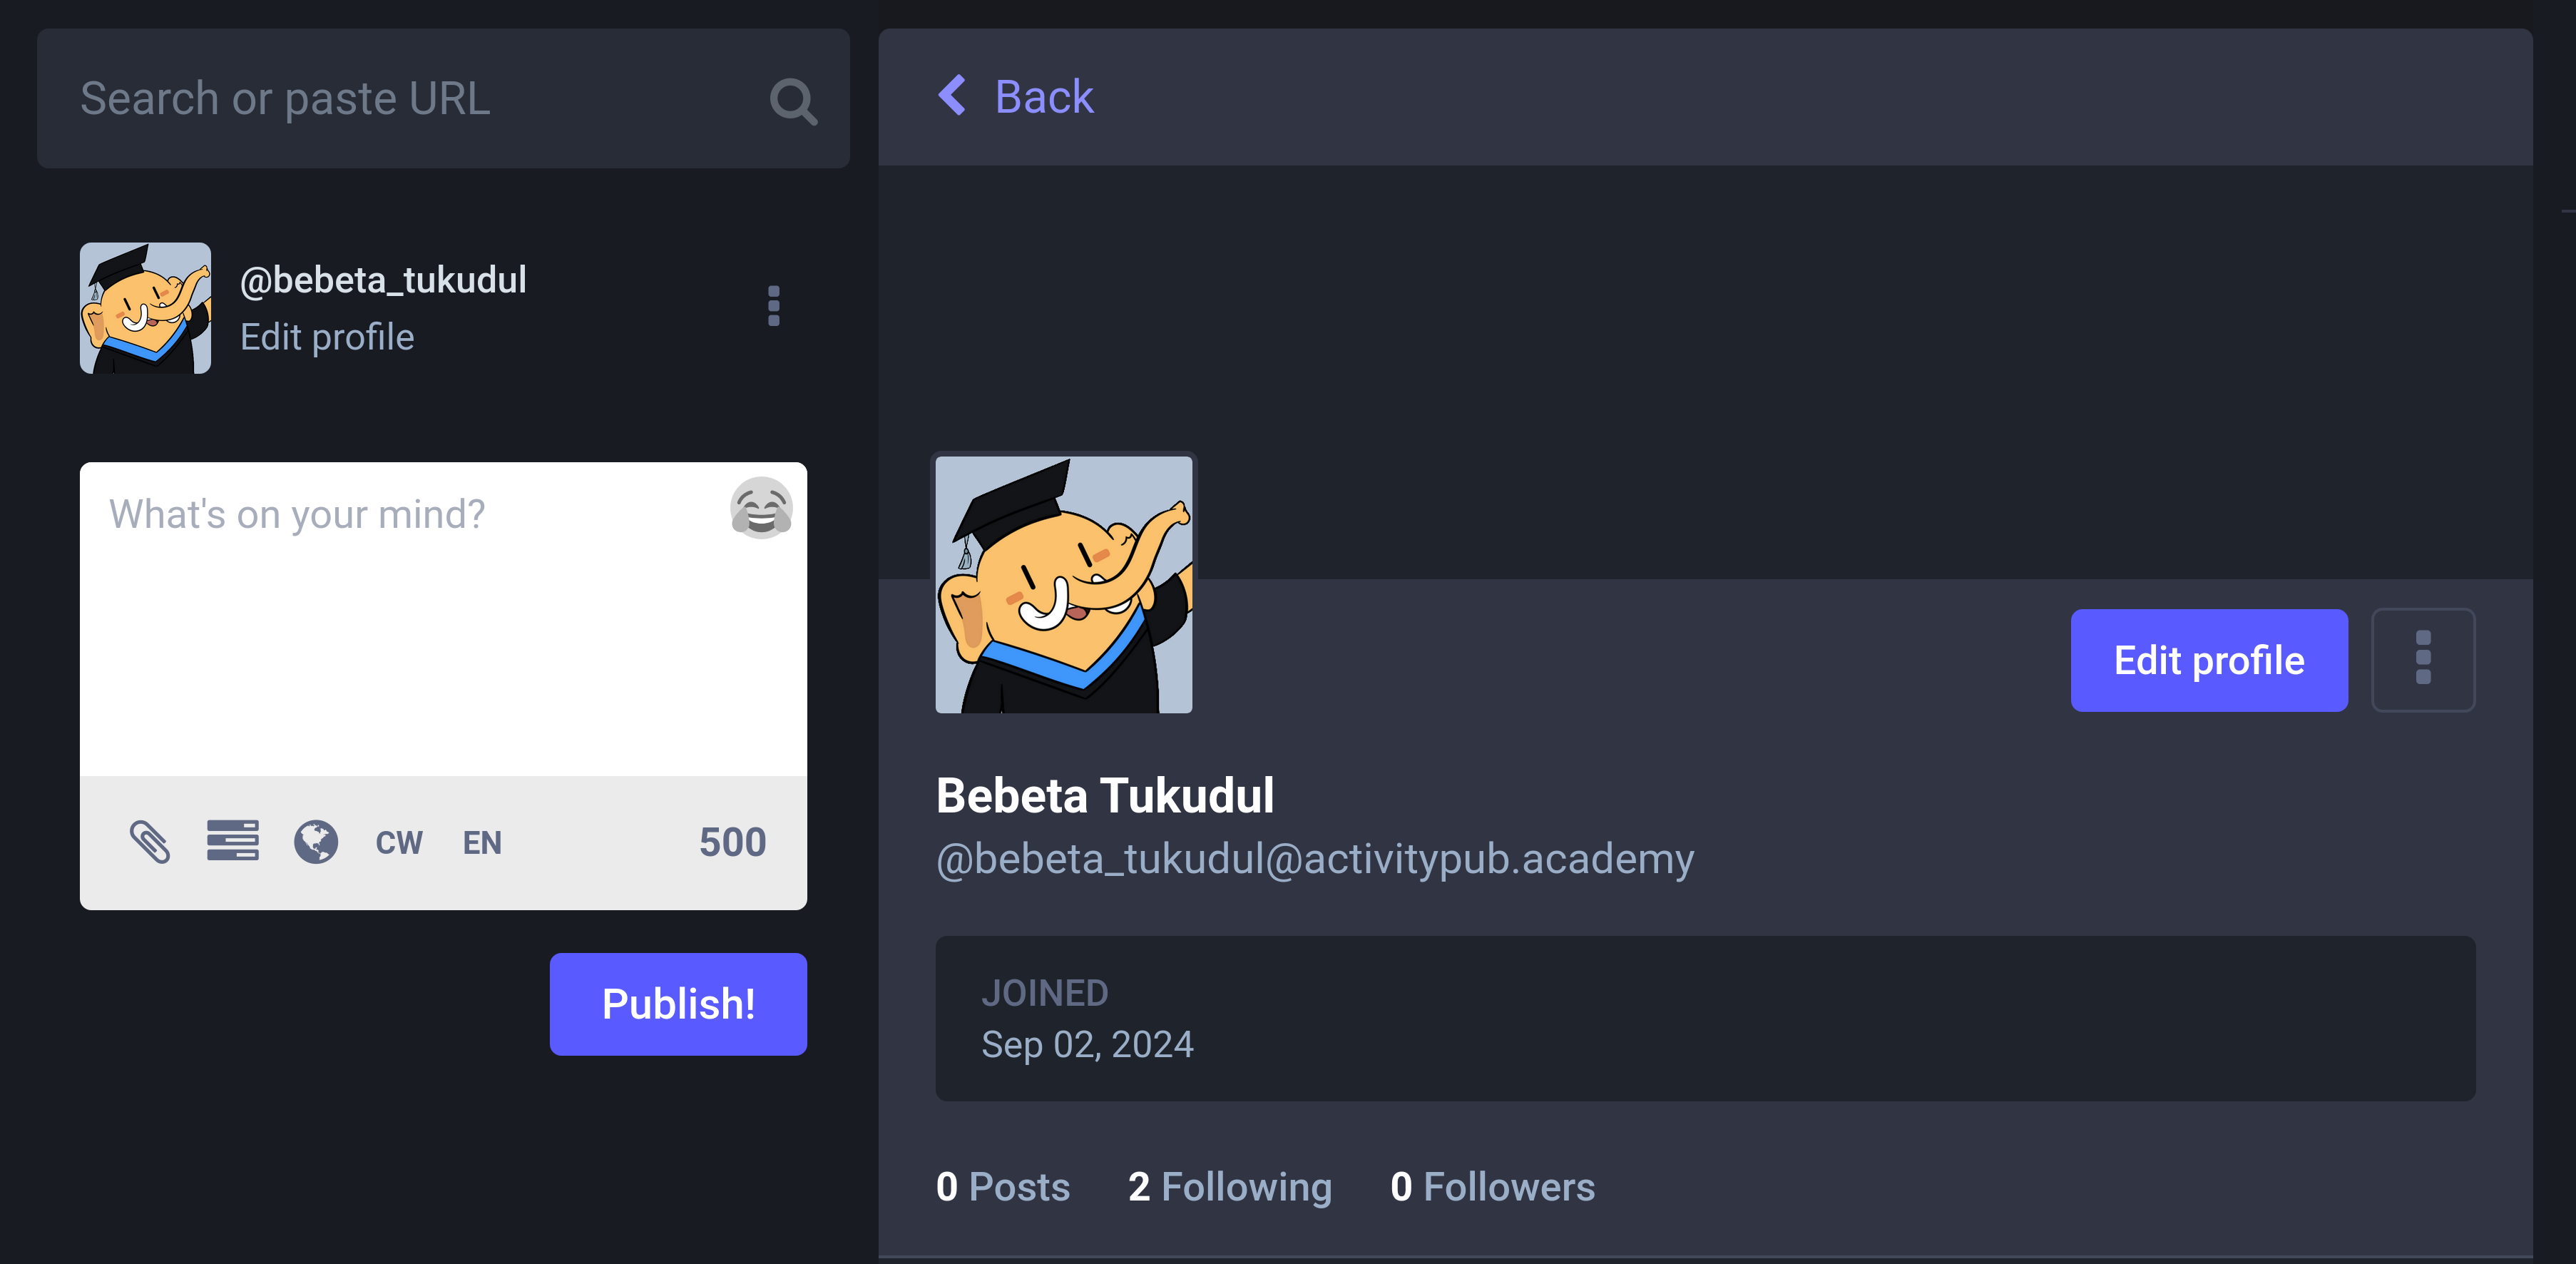 Search or paste URL
@bebeta_tukudul
Edit profile
What's on your mind?
CW EN 500
Publish!
Back
Edit profile
Bebeta Tukudul
@bebeta_tukudul@activitypub.academy
JOINED
Sep 02, 2024
0 Posts 2 Following 0 Followers